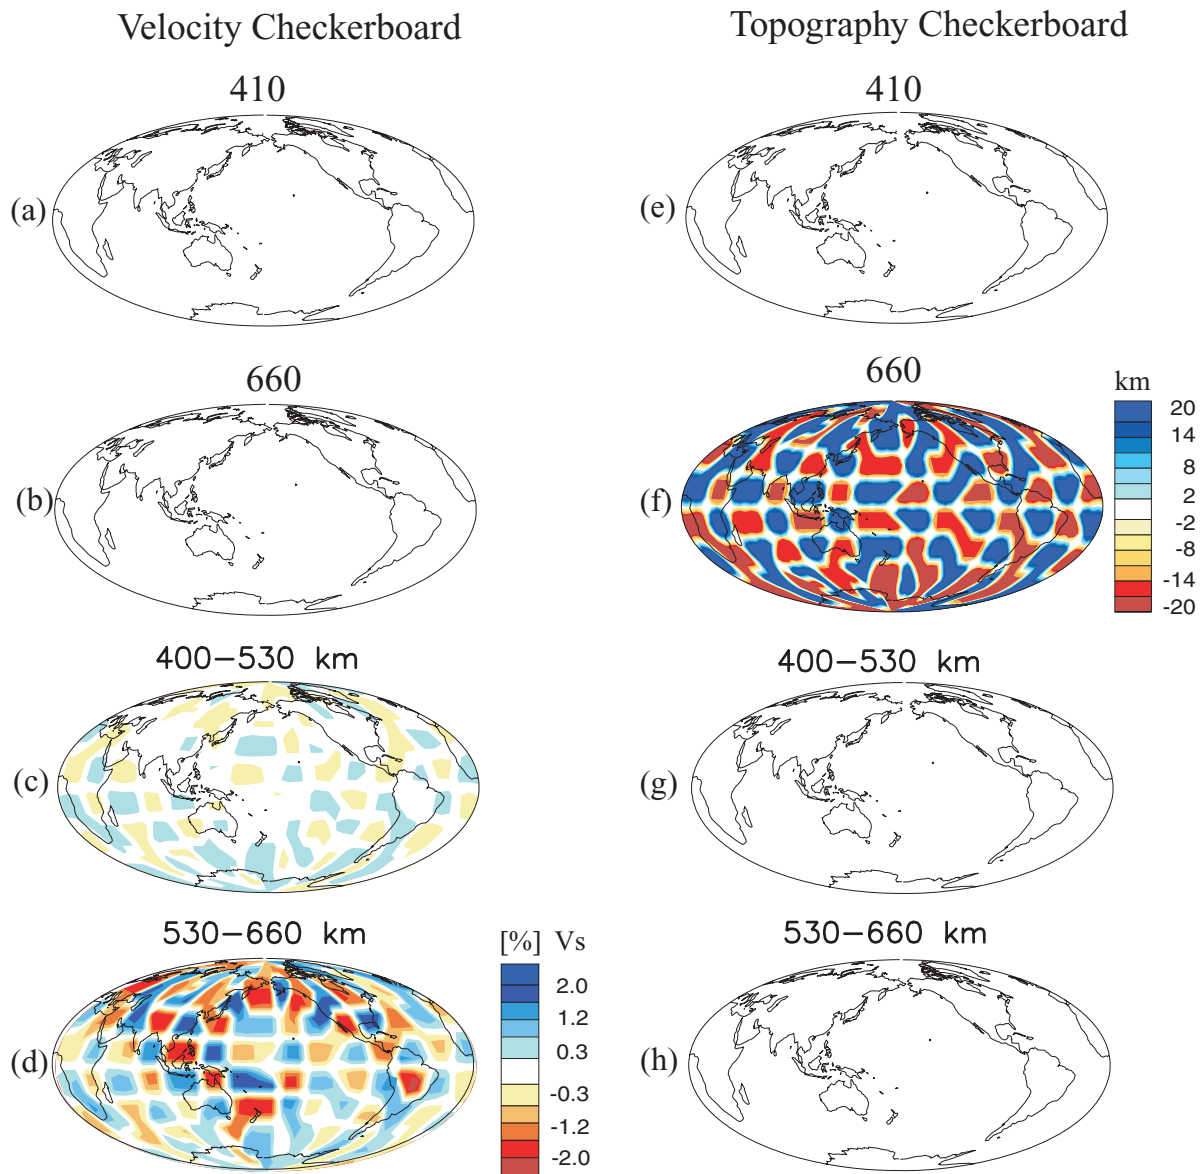 Velocity Checkerboard
Topography Checkerboard
410
410
(a)
(e)
660
660
km
20
14
8
2
-2
-8
-14
-20
(b)
(f)
400-530 km
400-530 km
(c)
(g)
530-660 km
530-660 km
[%] Vs
2.0
1.2
0.3
-0.3
-1.2
-2.0
(d)
(h)